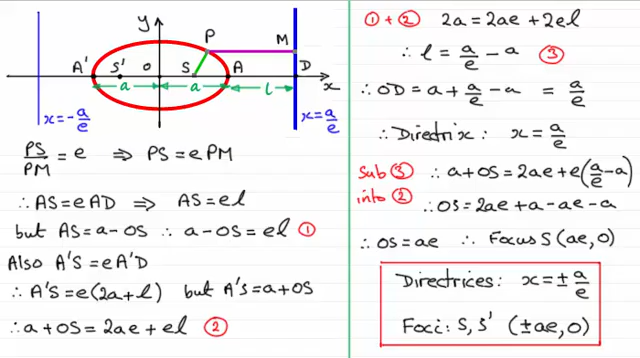 y
P
M
A' S' O S A D x
a a l
x=-a/e
x=a/e
PS/PM = e ⇒ PS = e PM
∴ AS = e AD ⇒ AS = el
but AS = a - OS ∴ a - OS = el ①
Also A'S = e A'D
∴ A'S = e(2a + l) but A'S = a + OS
∴ a + OS = 2ae + el ②
① + ② 2a = 2ae + 2el
∴ l = a/e - a ③
∴ OD = a + a/e - a = a/e
∴ Directrix: x = a/e
Sub ③ ∴ a + OS = 2ae + e(a/e - a)
into ② ∴ OS = 2ae + a - ae - a
∴ OS = ae ∴ Focus S(ae, 0)
Directrices: x = ± a/e
Foci: S, S' (±ae, 0)